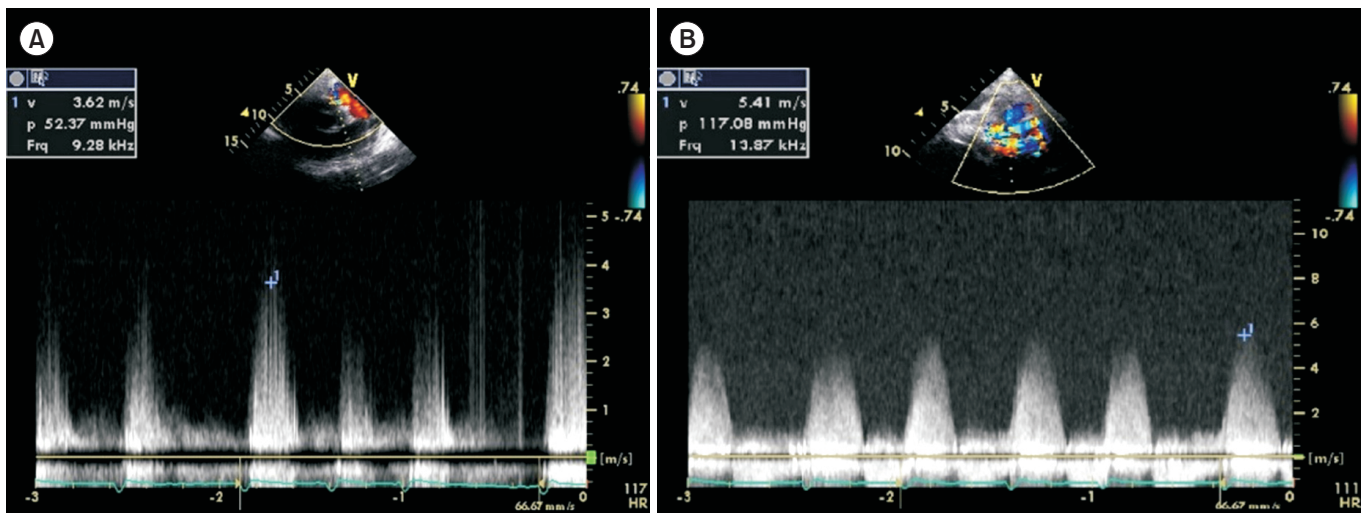 A
1 v 3.62 m/s
p 52.37 mmHg
Frq 9.28 kHz
V
5
10
15
.74
-.74
5
4
3
2
1
[m/s]
-3
-2
-1
0
117
HR
66.67 mm/s
B
1 v 5.41 m/s
p 117.08 mmHg
Frq 13.87 kHz
V
5
10
.74
-.74
10
8
6
4
2
[m/s]
-3
-2
-1
0
111
HR
66.67 mm/s
1
1